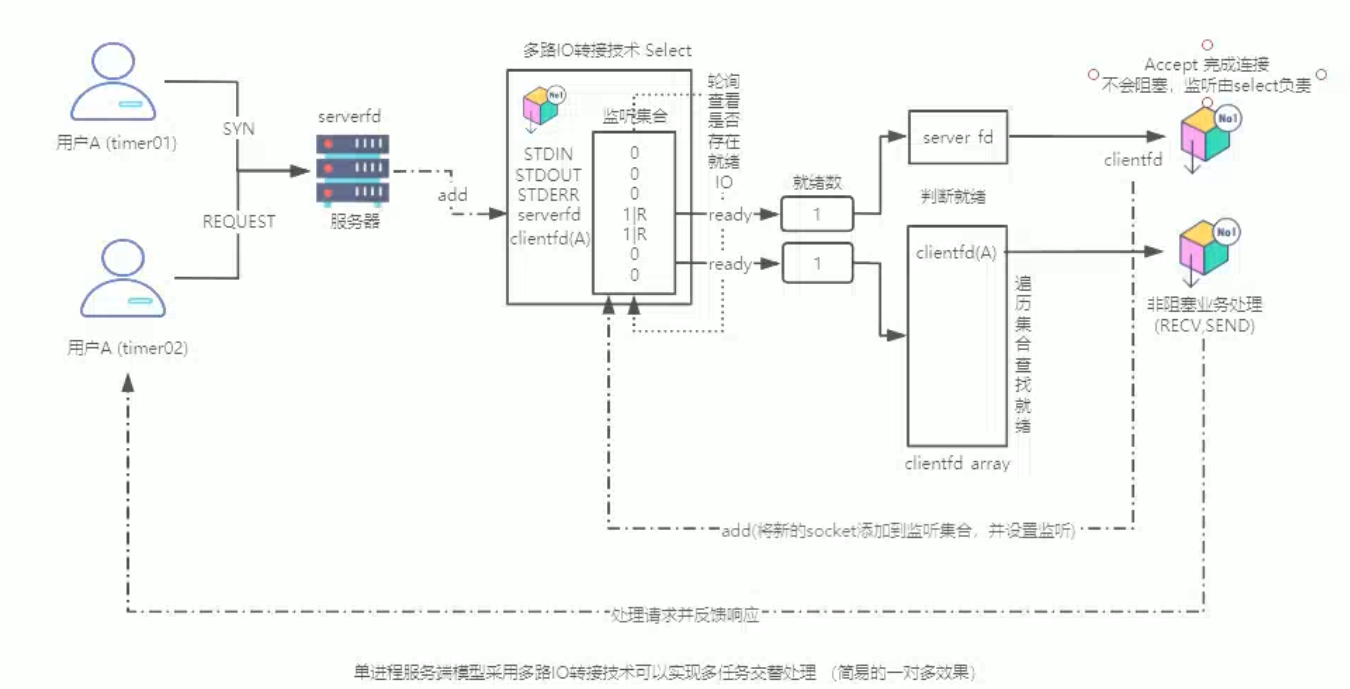 多路IO转接技术 Select
Accept 完成连接
不会阻塞，监听由select负责
No1
用户A (timer01)
SYN
REQUEST
serverfd
服务器
add
No1
监听集合
STDIN 0
STDOUT 0
STDERR 0
serverfd 1|R
clientfd(A) 1|R
0
0
轮询
查看
是否
存在
就绪
IO
ready
ready
就绪数
1
1
server fd
判断就绪
clientfd
clientfd(A)
遍历集合查找就绪
clientfd array
No1
非阻塞业务处理
(RECV,SEND)
用户A (timer02)
add(将新的socket添加到监听集合，并设置监听)
处理请求并反馈响应
单进程服务端模型采用多路IO转接技术可以实现多任务交替处理 （简易的一对多效果）